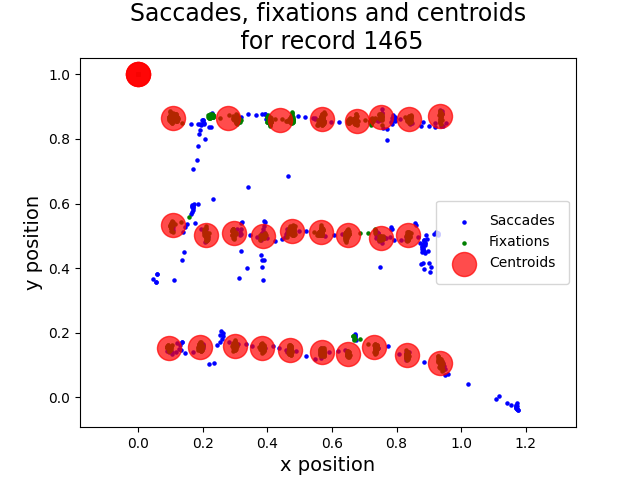 Saccades, fixations and centroids
for record 1465
y position
1.0
0.8
0.6
0.4
0.2
0.0
Saccades
Fixations
Centroids
0.0 0.2 0.4 0.6 0.8 1.0 1.2
x position